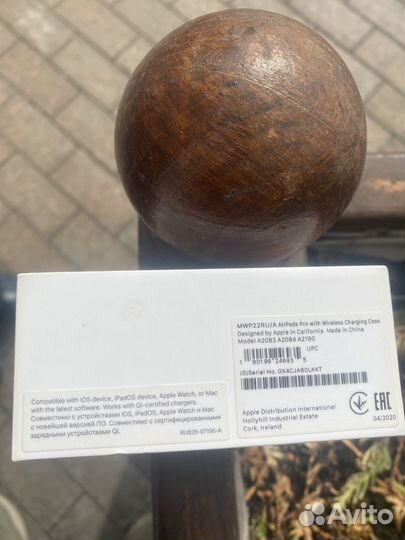 MWP22RU/A AirPods Pro with Wireless Charging Case
Designed by Apple in California Made in China
Model A2083 A2084 A2190
UPC
1 90199 24693 5
(S)Serial No. GX4CJA80LKKT
Apple Distribution International
Hollyhill Industrial Estate
Cork, Ireland
EAC
04/2020
Compatible with iOS device, iPadOS device, Apple Watch, or Mac
with the latest software. Works with Qi-certified chargers.
Совместимо с устройствами iOS, iPadOS, Apple Watch и Mac
с новейшей версией ПО. Совместимо с сертифицированными
зарядными устройствами Qi.
RU825-07195-A
Avito